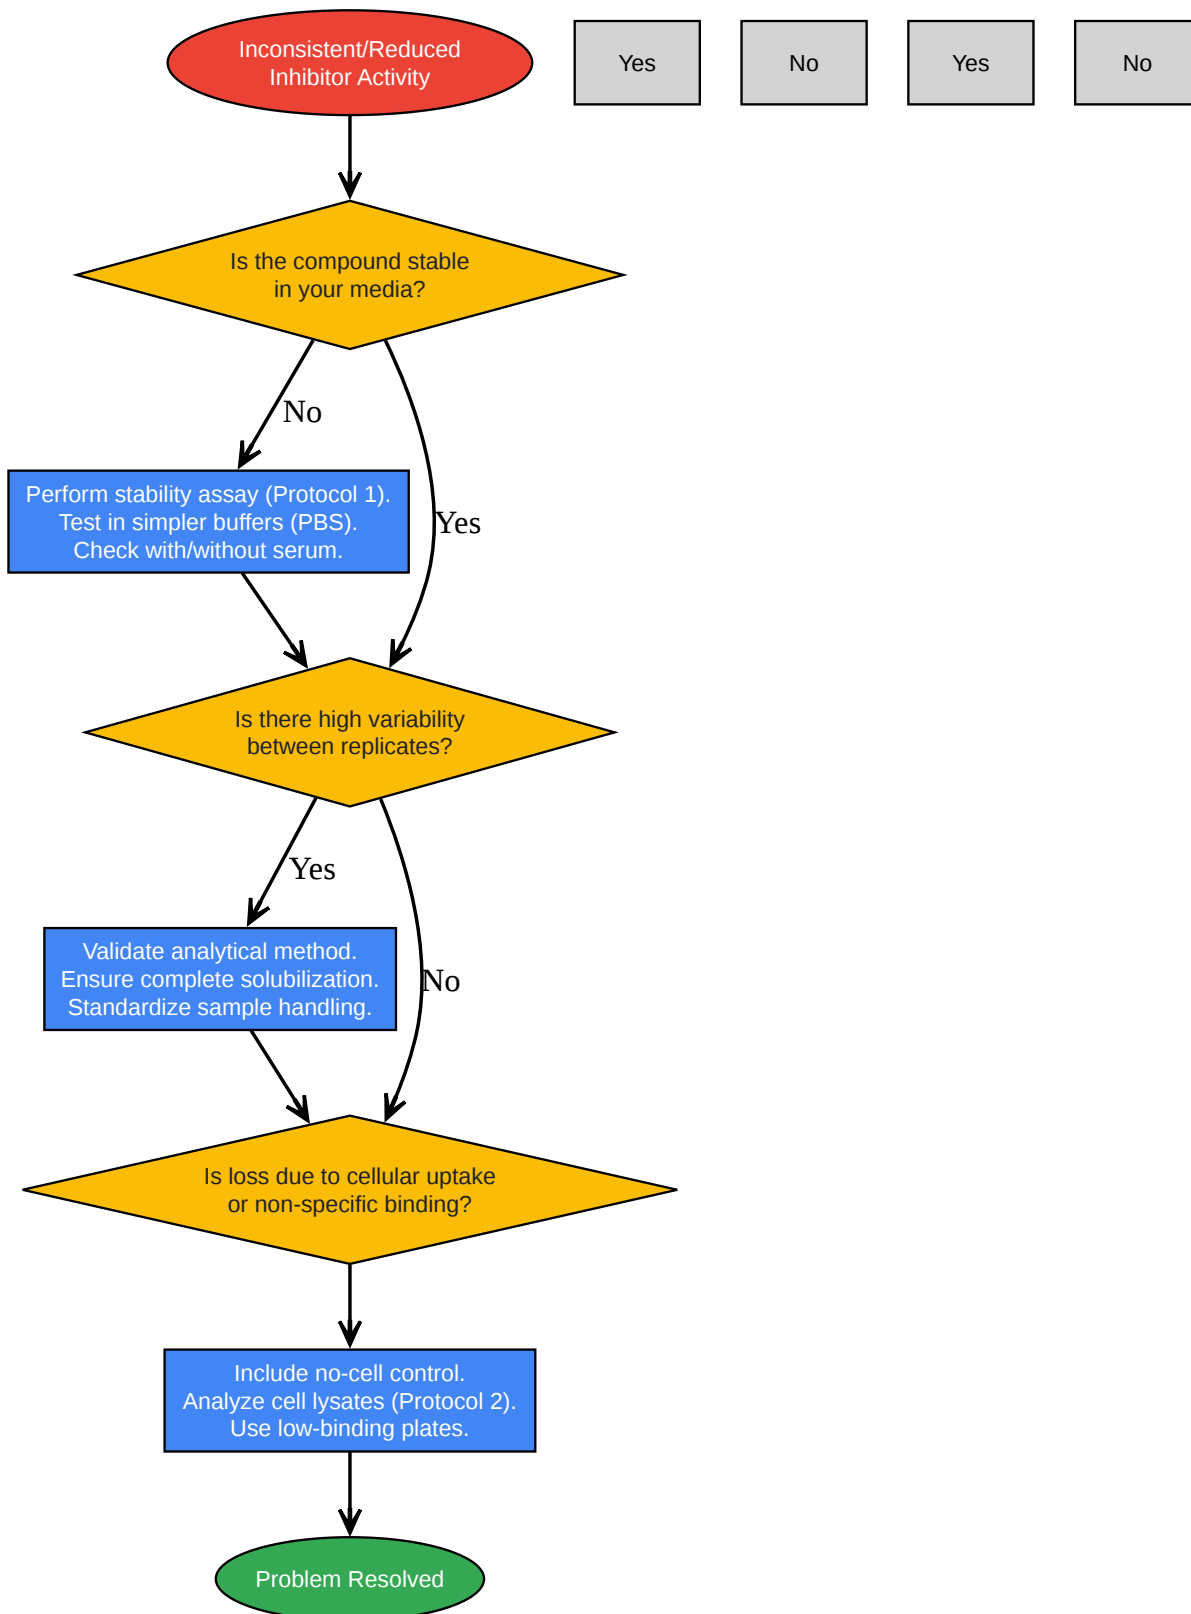 Inconsistent/Reduced
Inhibitor Activity
Yes
No
Yes
No
Is the compound stable
in your media?
No
Perform stability assay (Protocol 1).
Test in simpler buffers (PBS).
Check with/without serum.
Yes
Is there high variability
between replicates?
Yes
Validate analytical method.
Ensure complete solubilization.
Standardize sample handling.
No
Is loss due to cellular uptake
or non-specific binding?
Include no-cell control.
Analyze cell lysates (Protocol 2).
Use low-binding plates.
Problem Resolved